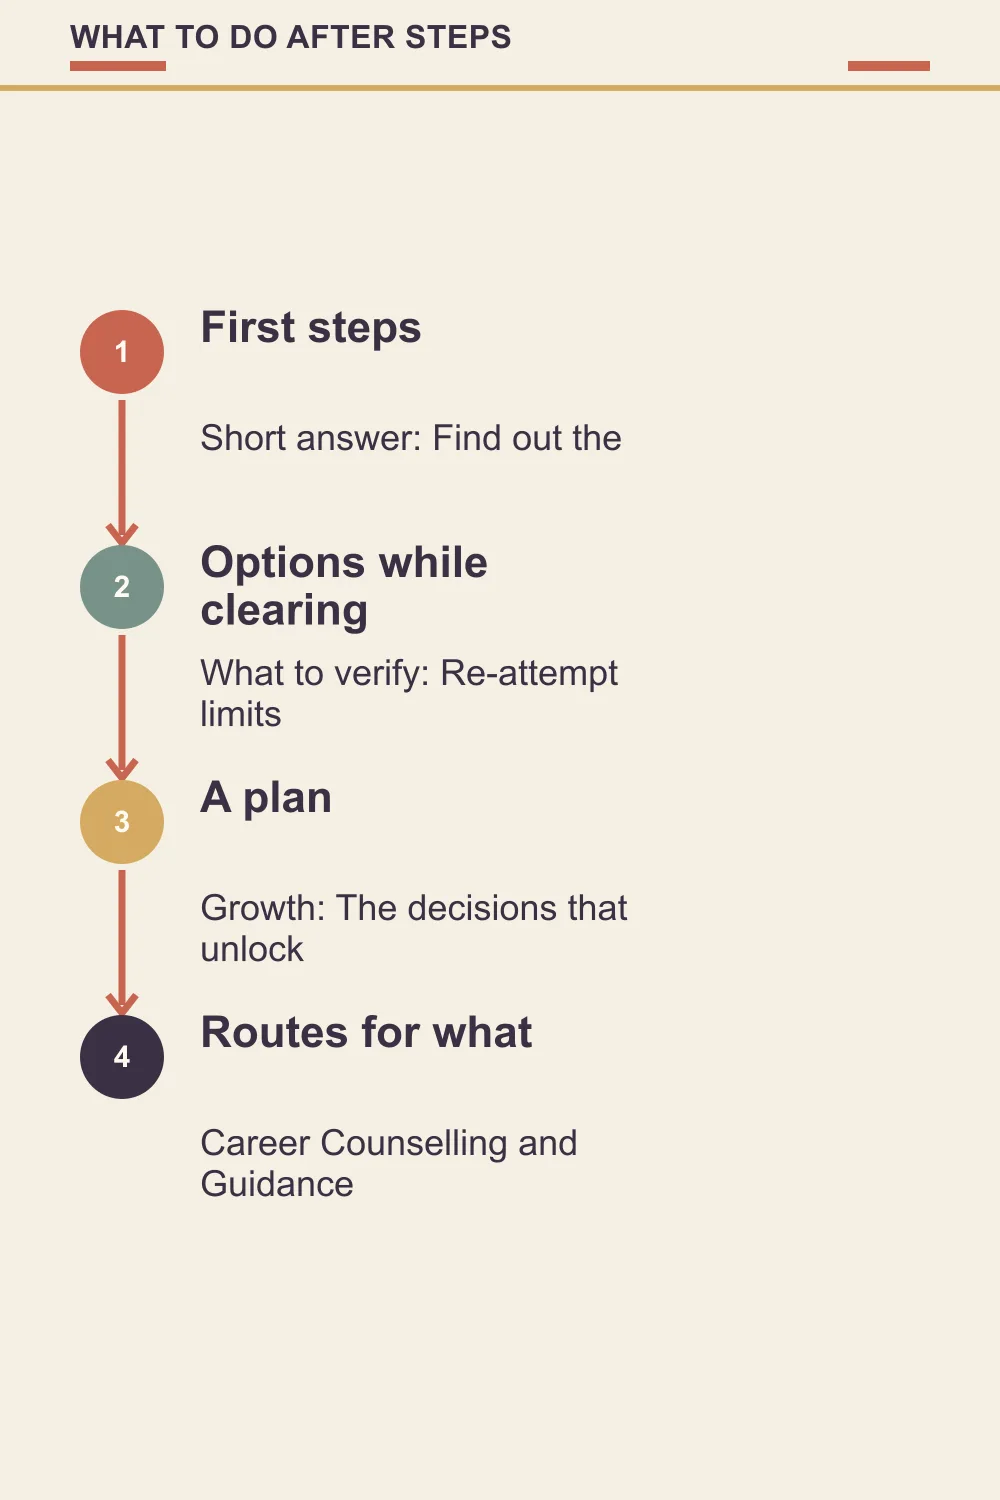 WHAT TO DO AFTER STEPS
1
First steps
Short answer: Find out the
2
Options while
clearing
What to verify: Re-attempt
limits
3
A plan
Growth: The decisions that
unlock
4
Routes for what
Career Counselling and
Guidance